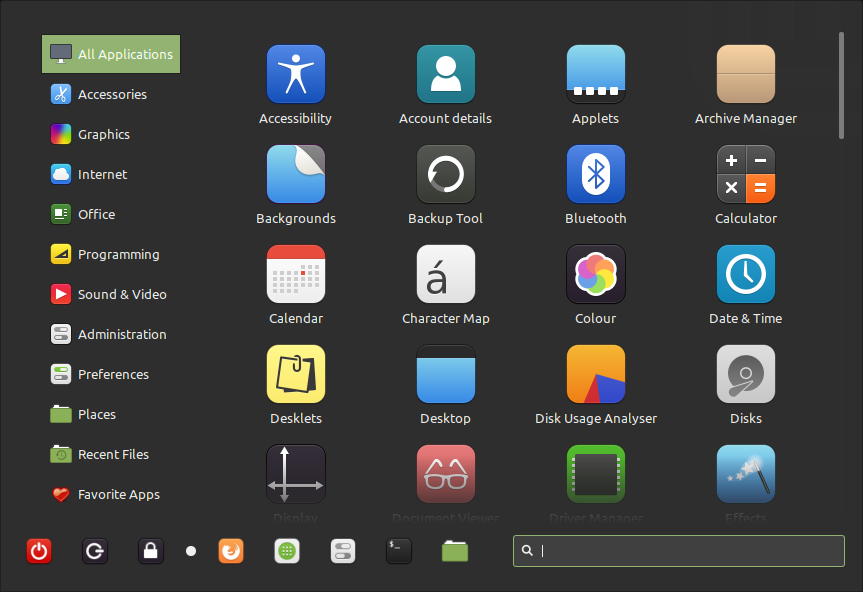 All Applications
Accessories
Graphics
Internet
Office
Programming
Sound & Video
Administration
Preferences
Places
Recent Files
Favorite Apps
Accessibility
Account details
Applets
Archive Manager
Backgrounds
Backup Tool
Bluetooth
Calculator
Calendar
á
Character Map
Colour
Date & Time
Desklets
Desktop
Disk Usage Analyser
Disks
Display
Document Viewer
Driver Manager
Effects